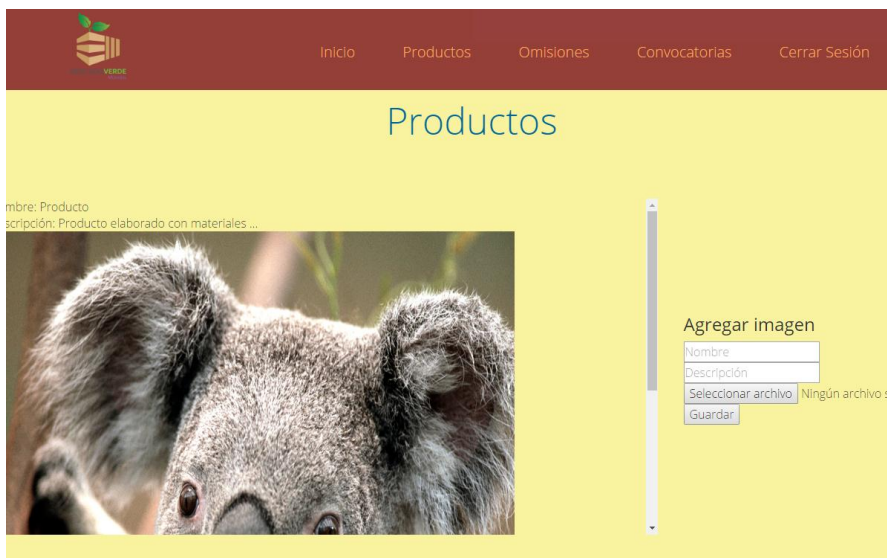 VERDE
Inicio Productos Omisiones Convocatorias Cerrar Sesión
Productos
mbre: Producto
scripción: Producto elaborado con materiales ...
Agregar imagen
Nombre
Descripción
Seleccionar archivo Ningún archivo s
Guardar